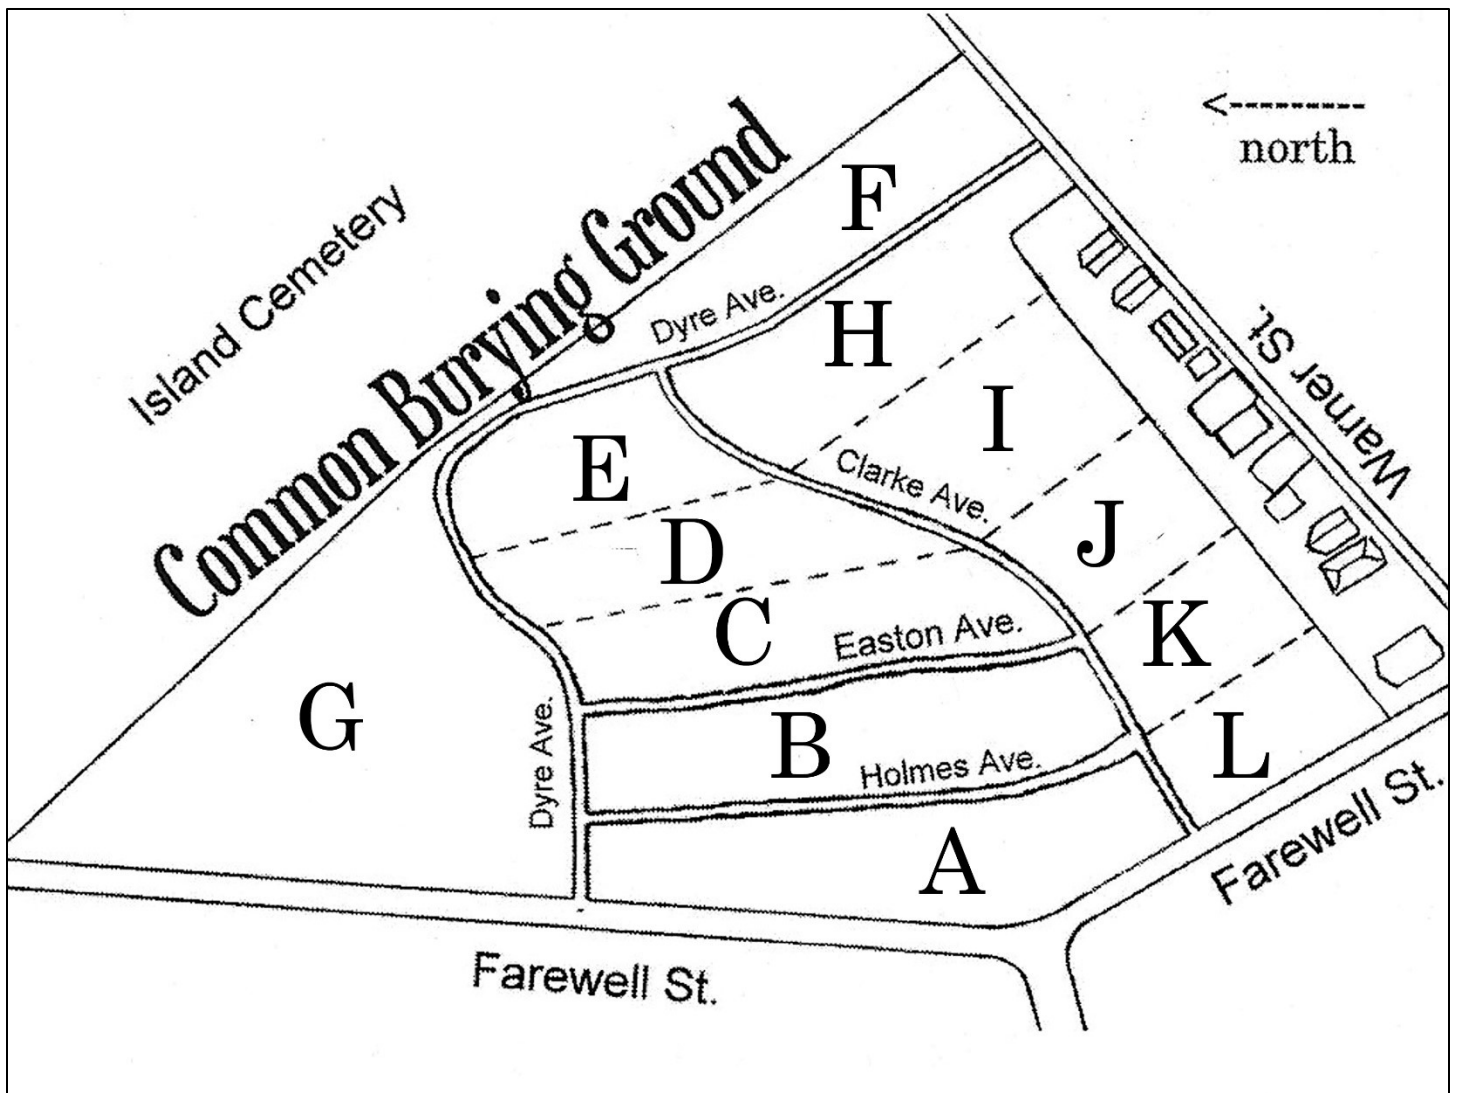 north
F
Island Cemetery
Common Burying Ground
Dyre Ave.
H
Warner St.
I
E
Clarke Ave.
D
J
C
Easton Ave.
K
G
Dyre Ave.
B
Holmes Ave.
L
A
Farewell St.
Farewell St.